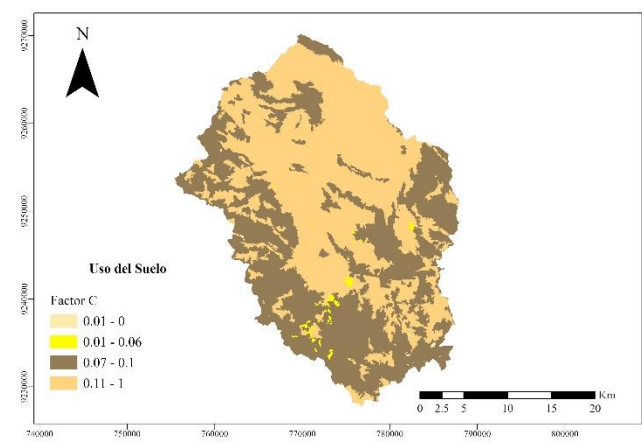 N
9270000
9260000
9250000
9240000
9230000
Uso del Suelo
Factor C
0.01 - 0
0.01 - 0.06
0.07 - 0.1
0.11 - 1
Km
0 2.5 5 10 15 20
740000 750000 760000 770000 780000 790000 800000